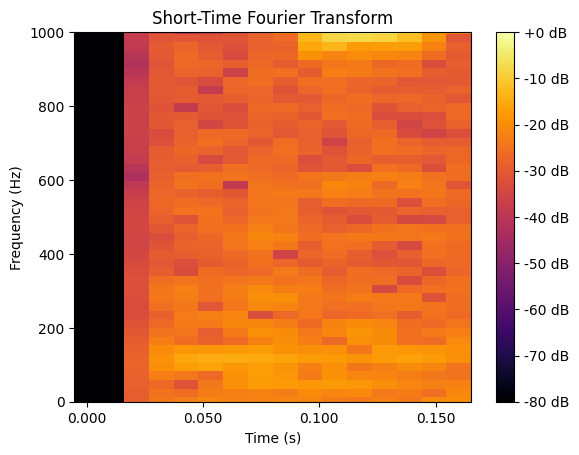 Short-Time Fourier Transform
Frequency (Hz)
1000
800
600
400
200
0
0.000
0.050
0.100
0.150
Time (s)
+0 dB
-10 dB
-20 dB
-30 dB
-40 dB
-50 dB
-60 dB
-70 dB
-80 dB